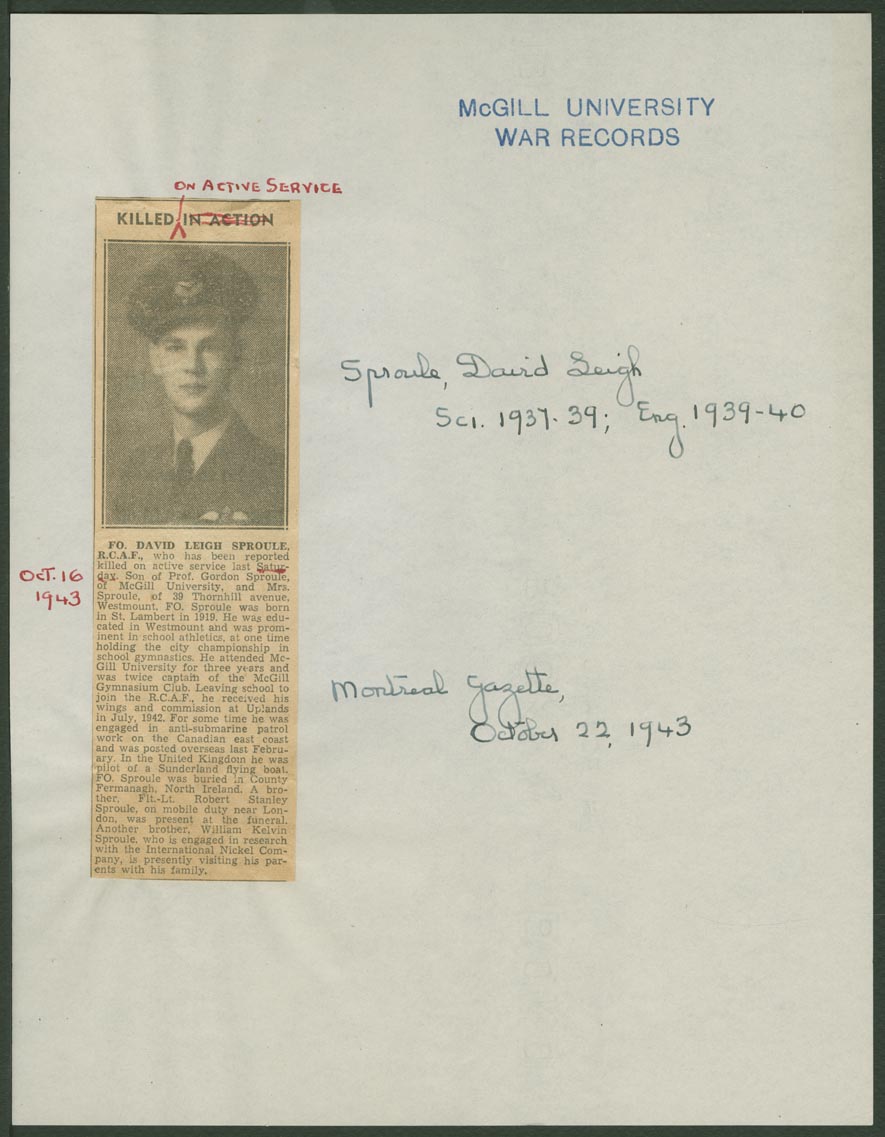 McGILL UNIVERSITY
WAR RECORDS
ON ACTIVE SERVICE
KILLED IN ACTION
Sproule, David Leigh
Sci. 1937-39; Eng. 1939-40
FO. DAVID LEIGH SPROULE,
R.C.A.F., who has been reported
killed on active service last Satur-
day. Son of Prof. Gordon Sproule,
of McGill University, and Mrs.
Sproule, of 39 Thornhill avenue,
Westmount, FO. Sproule was born
in St. Lambert in 1919. He was edu-
cated in Westmount and was prom-
inent in school athletics, at one time
holding the city championship in
school gymnastics. He attended Mc-
Gill University for three years and
was twice captain of the McGill
Gymnasium Club. Leaving school to
join the R.C.A.F., he received his
wings and commission at Uplands
in July, 1942. For some time he was
engaged in anti-submarine patrol
work on the Canadian east coast
and was posted overseas last Febru-
ary. In the United Kingdom he was
pilot of a Sunderland flying boat.
FO. Sproule was buried in County
Fermanagh, North Ireland. A bro-
ther, Flt.-Lt. Robert Stanley
Sproule, on mobile duty near Lon-
don, was present at the funeral.
Another brother, William Kelvin
Sproule, who is engaged in research
with the International Nickel Com-
pany, is presently visiting his par-
ents with his family.
OCT. 16
1943
Montreal Gazette,
October 22, 1943